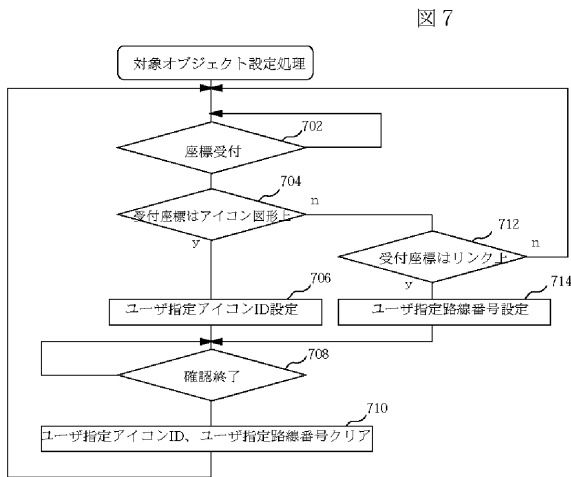 図7
対象オブジェクト設定処理
702
座標受付
704
受付座標はアイコン図形上
n
y
712
受付座標はリンク上
n
y
706
ユーザ指定アイコンID設定
714
ユーザ指定路線番号設定
708
確認終了
710
ユーザ指定アイコンID、ユーザ指定路線番号クリア